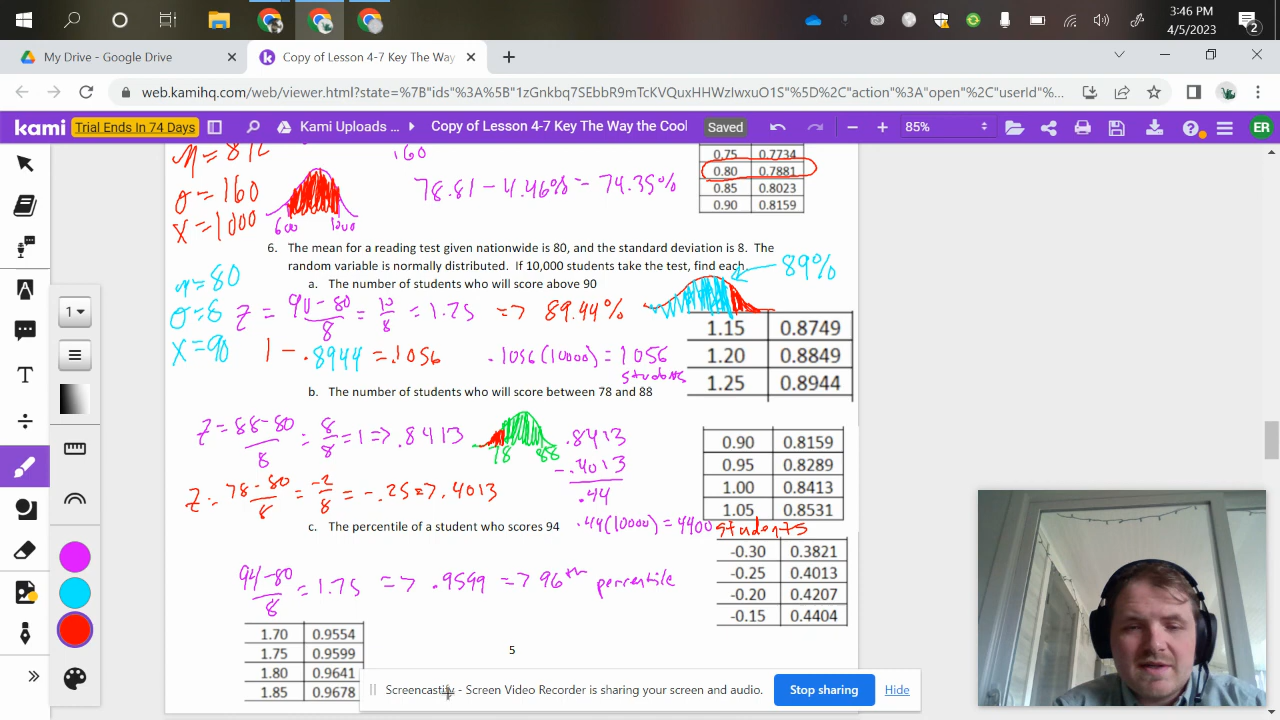 3:46 PM
4/5/2023
2
My Drive - Google Drive
Copy of Lesson 4-7 Key The Way
web.kamihq.com/web/viewer.html?state=%7B"ids"%3A%5B"1zGnkbq7SEbbR9mTcKVQuxHHWzIwxuO1S"%5D%2C"action"%3A"open"%2C"userId"%...
kami
Trial Ends In 74 Days
Kami Uploads ...
Copy of Lesson 4-7 Key The Way the Cool
Saved
85%
ER
1
σ=160
X=1000
600
1000
160
78.81 - 4.46% = 74.35%
0.75 0.7734
0.80 0.7881
0.85 0.8023
0.90 0.8159
6. The mean for a reading test given nationwide is 80, and the standard deviation is 8. The
random variable is normally distributed. If 10,000 students take the test, find each.
89%
a. The number of students who will score above 90
σ=8
X=90
Z = 90-80/8 = 10/8 = 1.25 => 89.44%
1 - .8944 = .1056
.1056(10000) = 1056
students
1.15 0.8749
1.20 0.8849
1.25 0.8944
b. The number of students who will score between 78 and 88
Z = 88-80/8 = 8/8 = 1 => .8413
78
88
.8413
- .4013
.44
Z = 78-80/8 = -2/8 = -.25 => .4013
.44(10000) = 4400 students
0.90 0.8159
0.95 0.8289
1.00 0.8413
1.05 0.8531
c. The percentile of a student who scores 94
94-80/8 = 1.75 => .9599 => 96th percentile
-0.30 0.3821
-0.25 0.4013
-0.20 0.4207
-0.15 0.4404
1.70 0.9554
1.75 0.9599
1.80 0.9641
1.85 0.9678
5
Screencastify - Screen Video Recorder is sharing your screen and audio.
Stop sharing
Hide